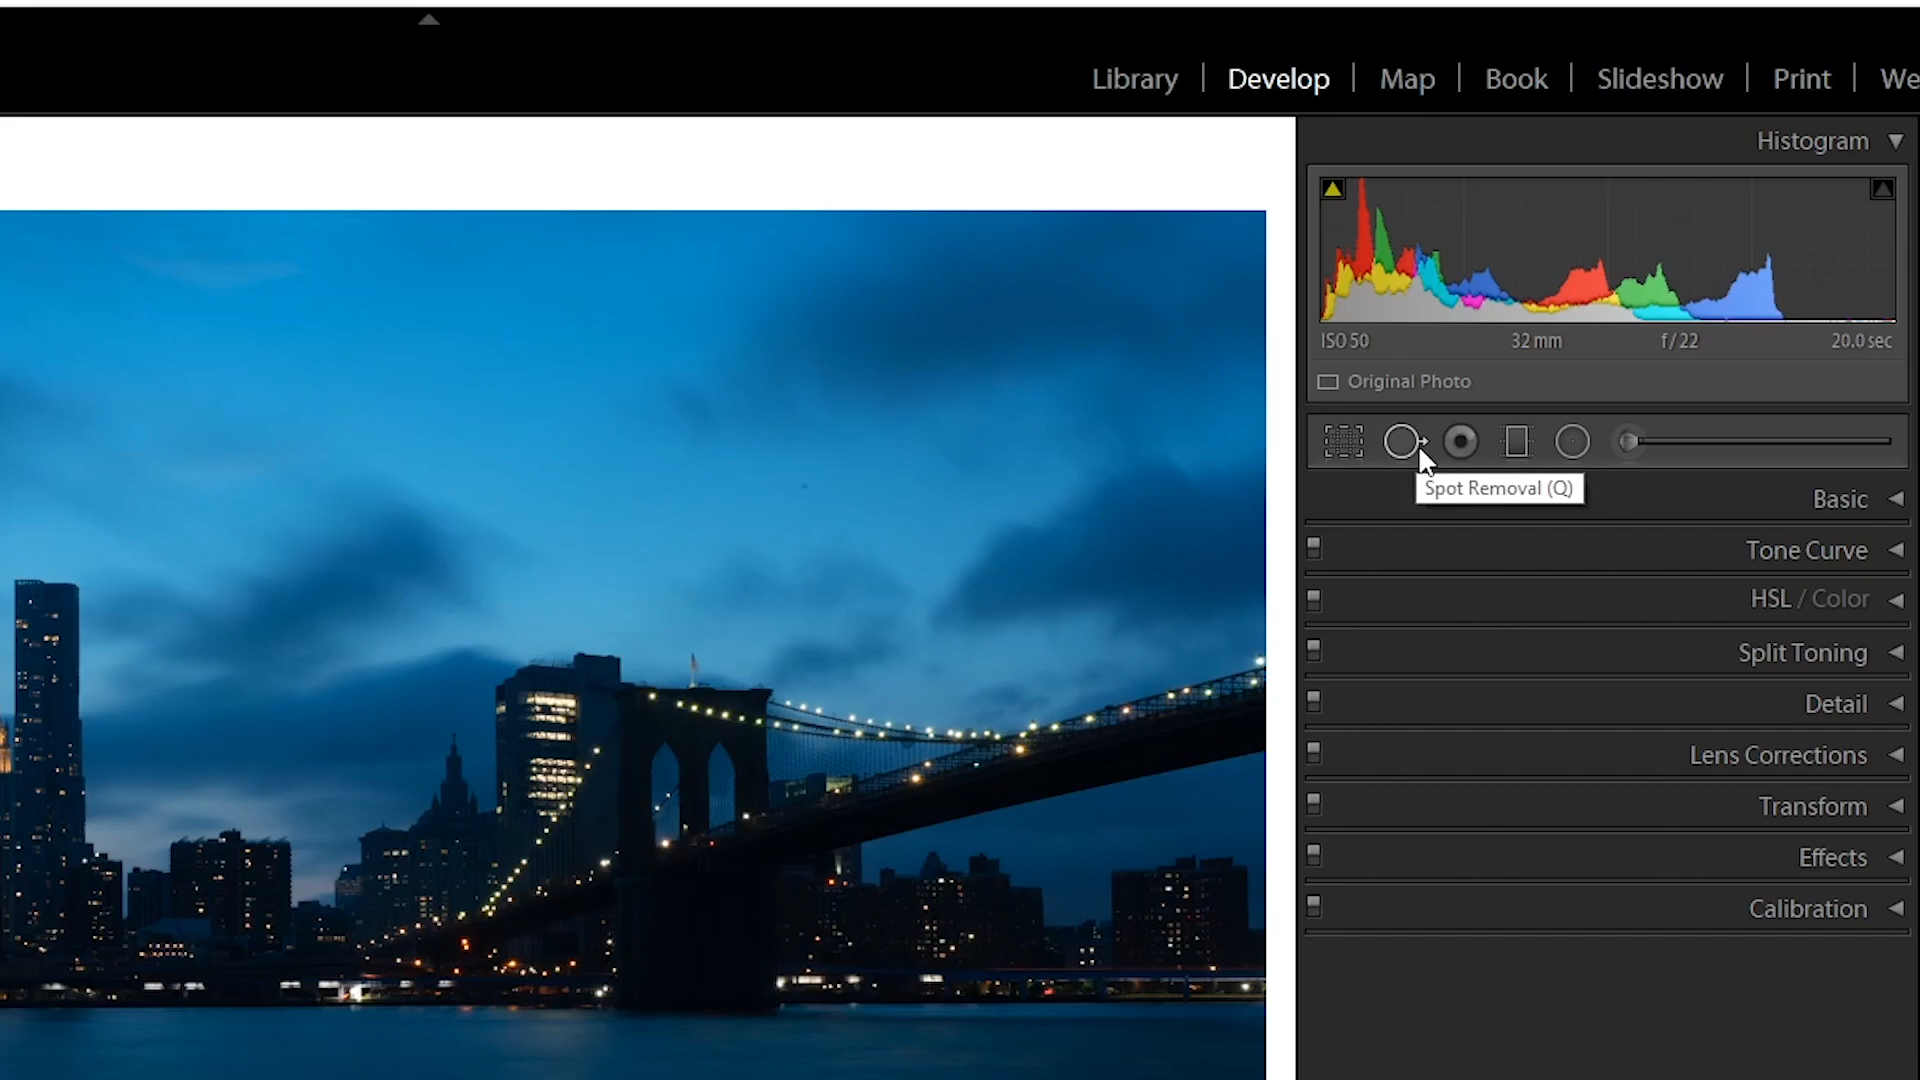 Library | Develop | Map | Book | Slideshow | Print | We
Histogram
ISO 50 32 mm f / 22 20.0 sec
Original Photo
Spot Removal (Q)
Basic
Tone Curve
HSL / Color
Split Toning
Detail
Lens Corrections
Transform
Effects
Calibration